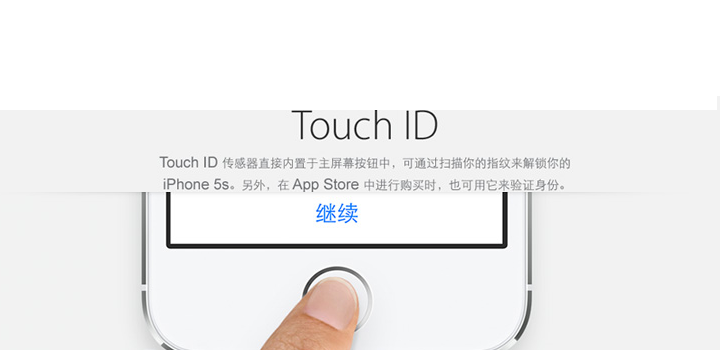 Touch ID
Touch ID 传感器直接内置于主屏幕按钮中，可通过扫描你的指纹来解锁你的
iPhone 5s。另外，在 App Store 中进行购买时，也可用它来验证身份。
继续